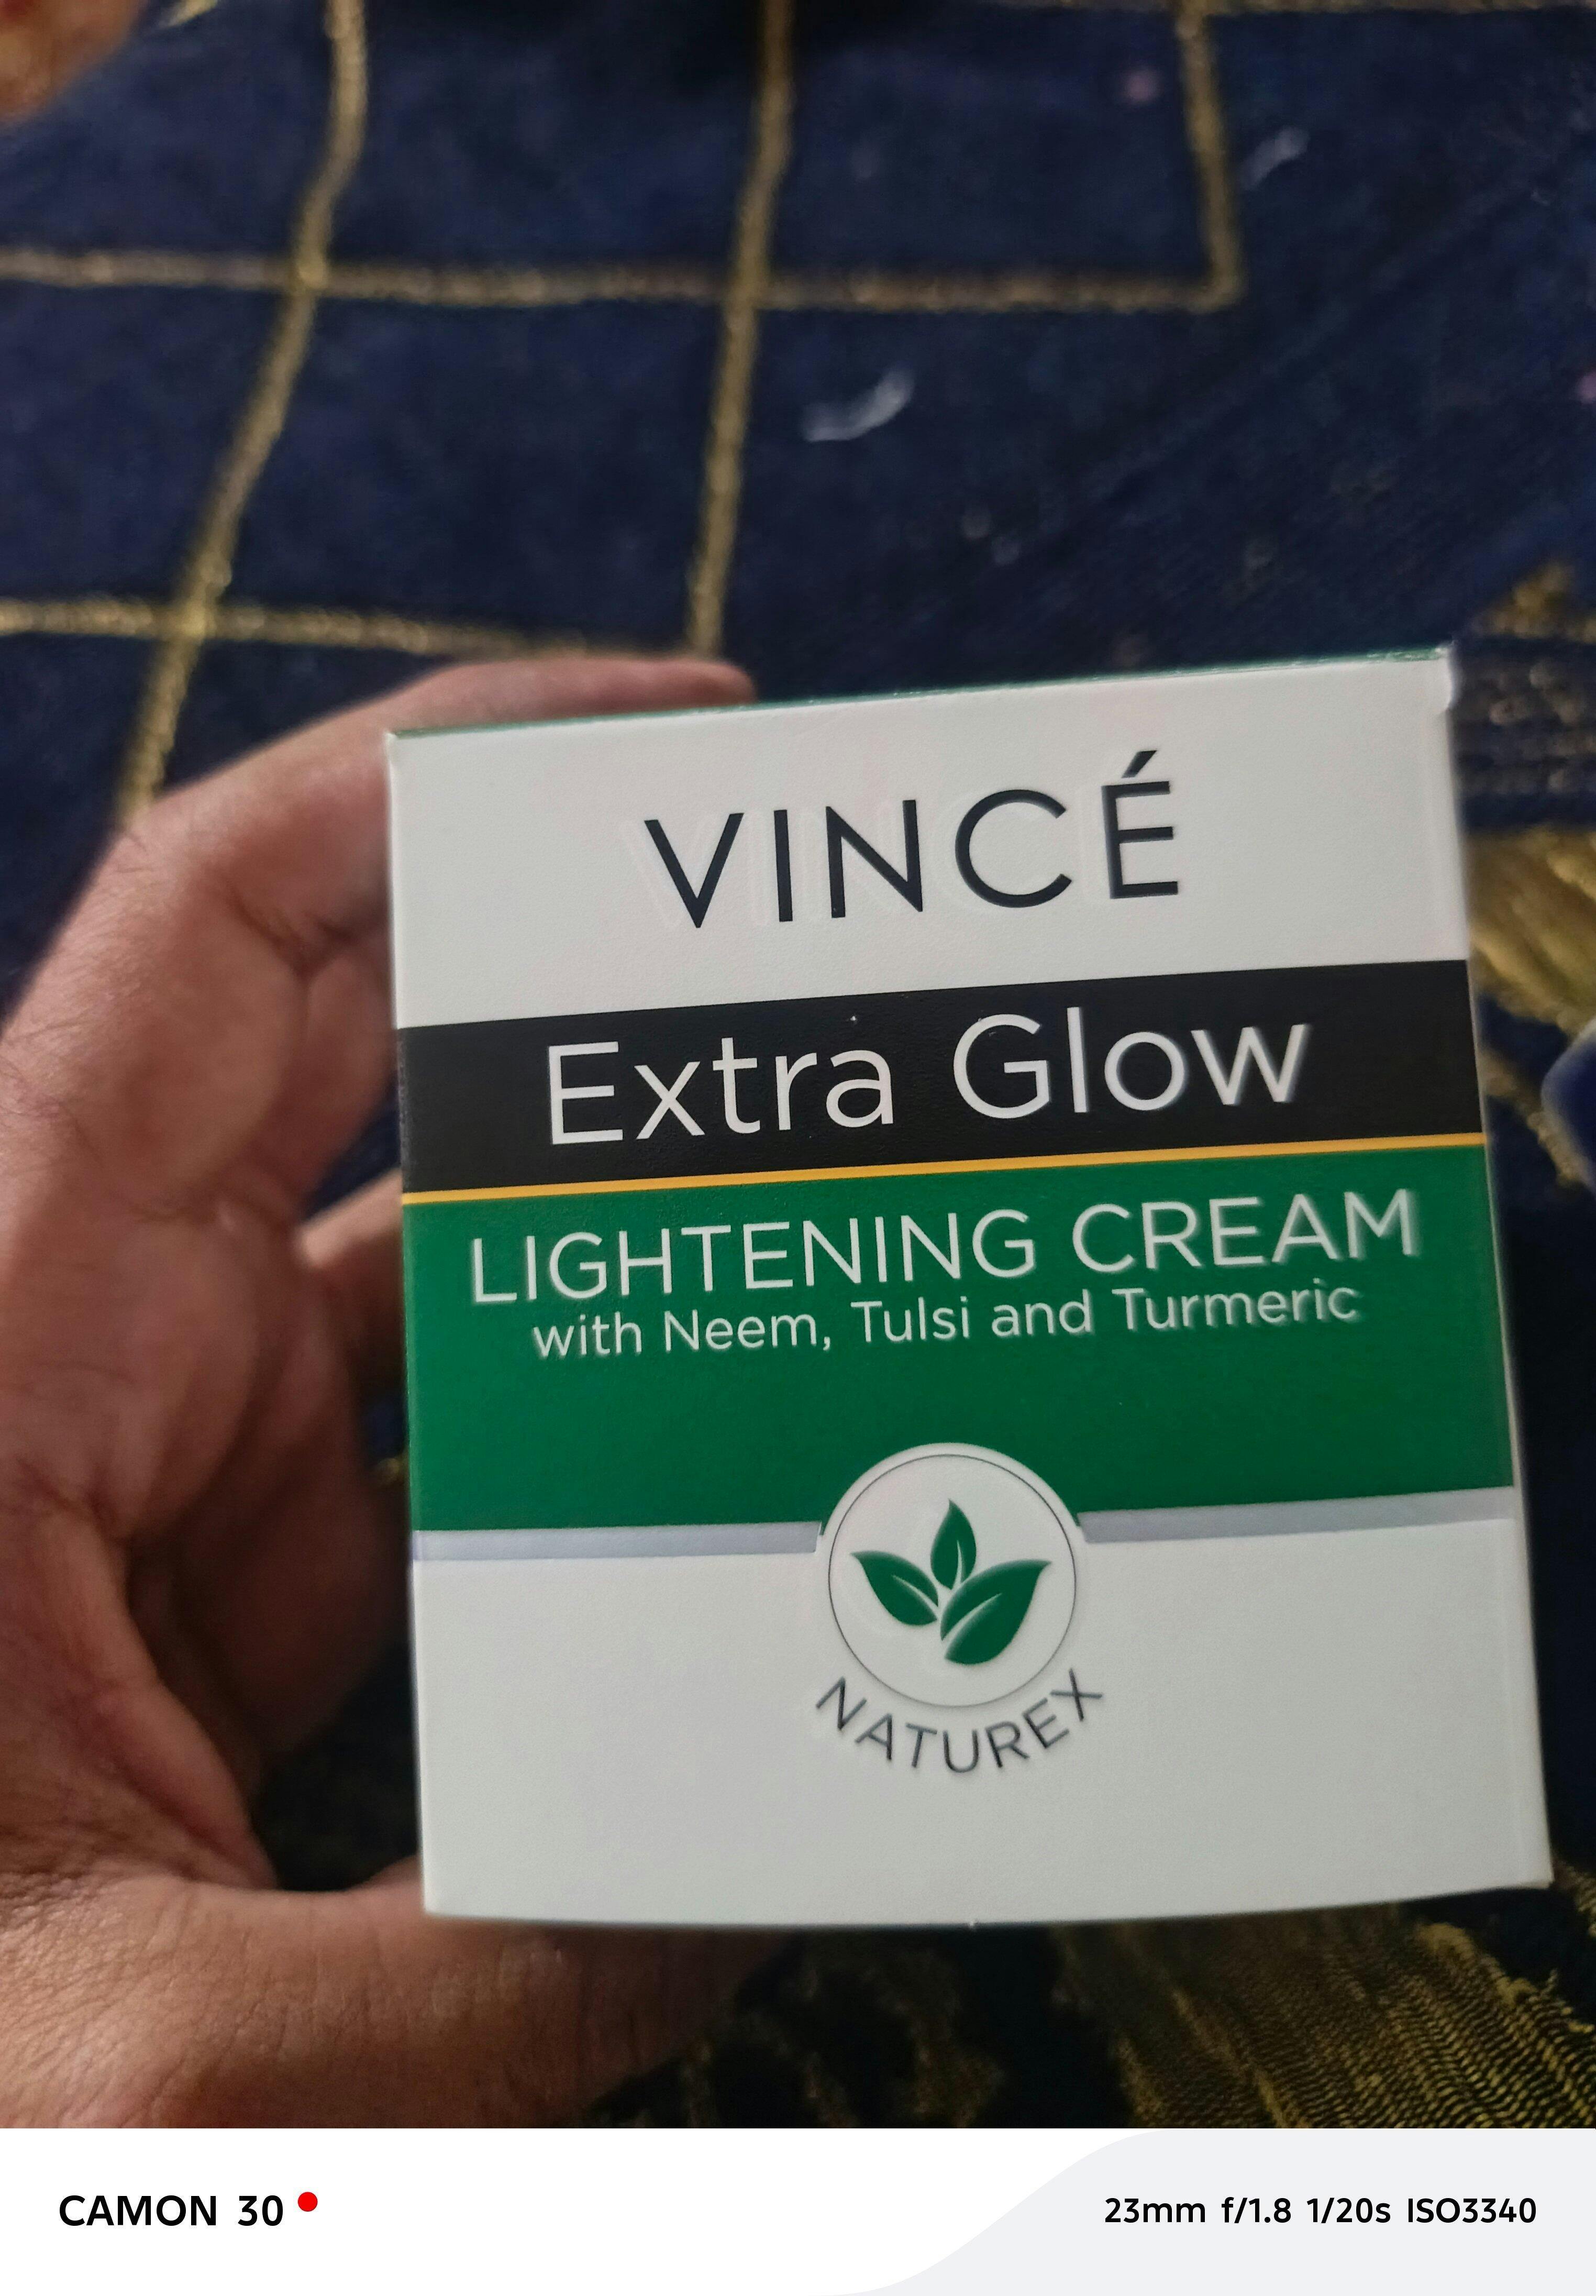 VINCÉ
Extra Glow
LIGHTENING CREAM
with Neem, Tulsi and Turmeric
NATUREX
CAMON 30
23mm f/1.8 1/20s ISO3340